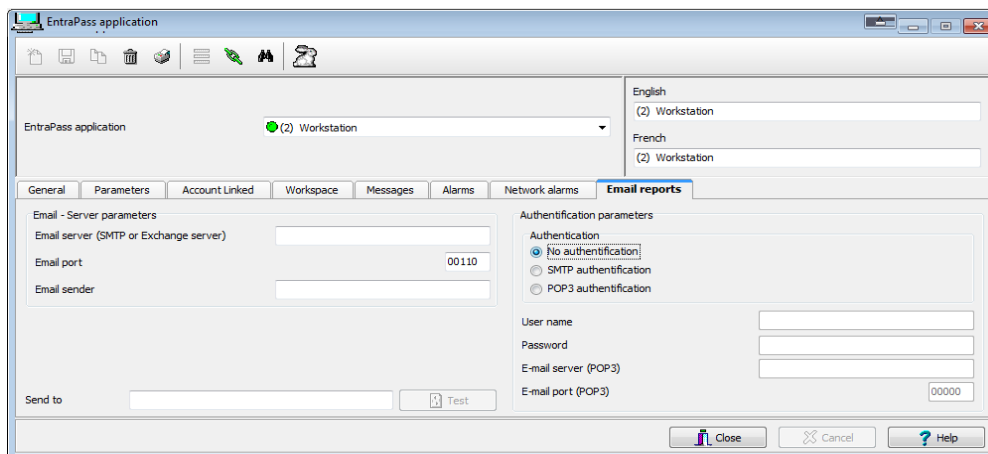 EntraPass application
EntraPass application
(2) Workstation
English
(2) Workstation
French
(2) Workstation
General Parameters Account Linked Workspace Messages Alarms Network alarms Email reports
Email - Server parameters
Email server (SMTP or Exchange server)
Email port 00110
Email sender
Send to
Test
Authentification parameters
Authentication
No authentification
SMTP authentification
POP3 authentification
User name
Password
E-mail server (POP3)
E-mail port (POP3) 00000
Close Cancel ? Help